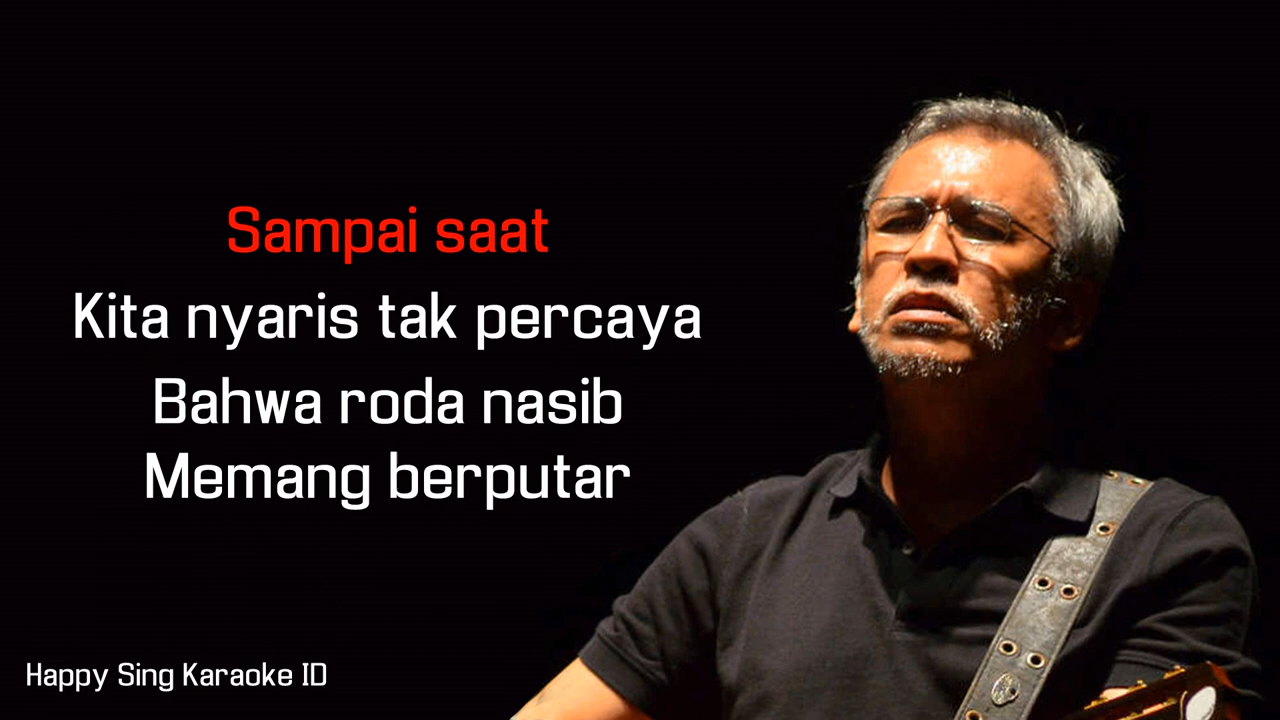 Sampai saat
Kita nyaris tak percaya
Bahwa roda nasib
Memang berputar
Happy Sing Karaoke ID